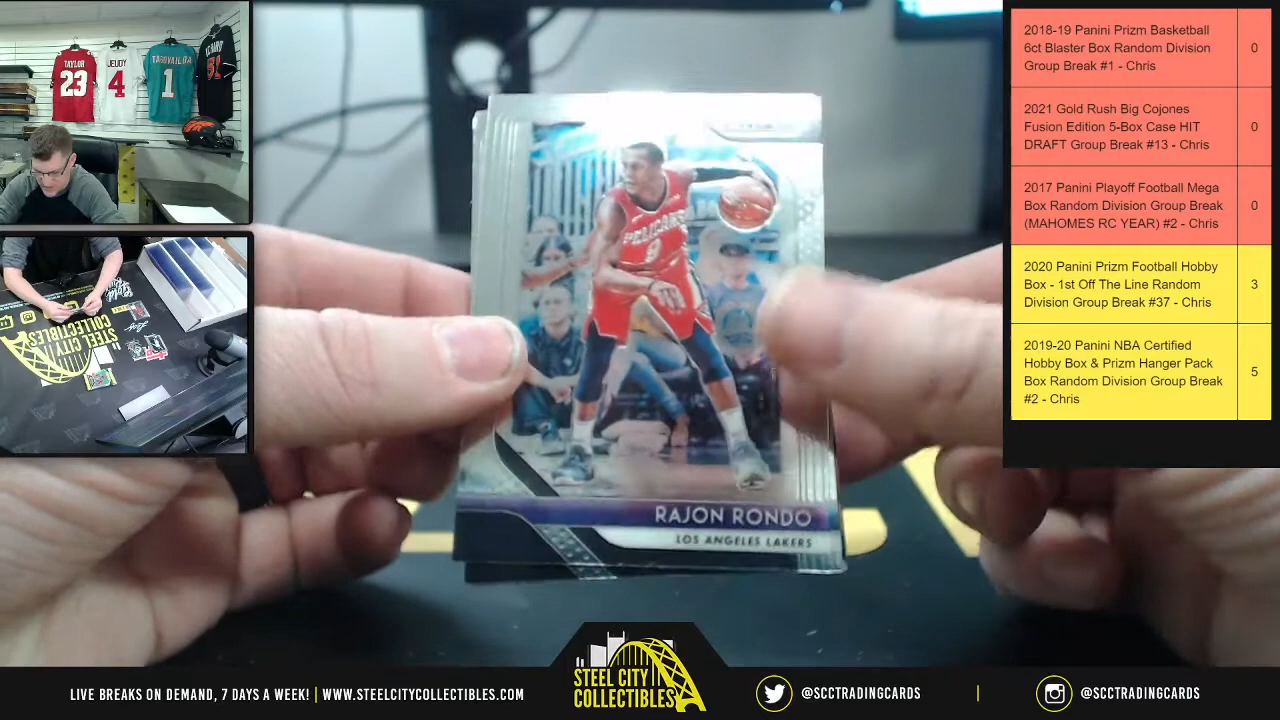 TAYLOR
23
JEUDY
4
TAGOVAILOA
1
51
STEEL CITY
COLLECTIBLES
PELICANS
9
RAJON RONDO
LOS ANGELES LAKERS
2018-19 Panini Prizm Basketball
6ct Blaster Box Random Division
Group Break #1 - Chris
0
2021 Gold Rush Big Cojones
Fusion Edition 5-Box Case HIT
DRAFT Group Break #13 - Chris
0
2017 Panini Playoff Football Mega
Box Random Division Group Break
(MAHOMES RC YEAR) #2 - Chris
0
2020 Panini Prizm Football Hobby
Box - 1st Off The Line Random
Division Group Break #37 - Chris
3
2019-20 Panini NBA Certified
Hobby Box & Prizm Hanger Pack
Box Random Division Group Break
#2 - Chris
5
LIVE BREAKS ON DEMAND, 7 DAYS A WEEK! | WWW.STEELCITYCOLLECTIBLES.COM
STEEL CITY
COLLECTIBLES
@SCCTRADINGCARDS
@SCCTRADINGCARDS